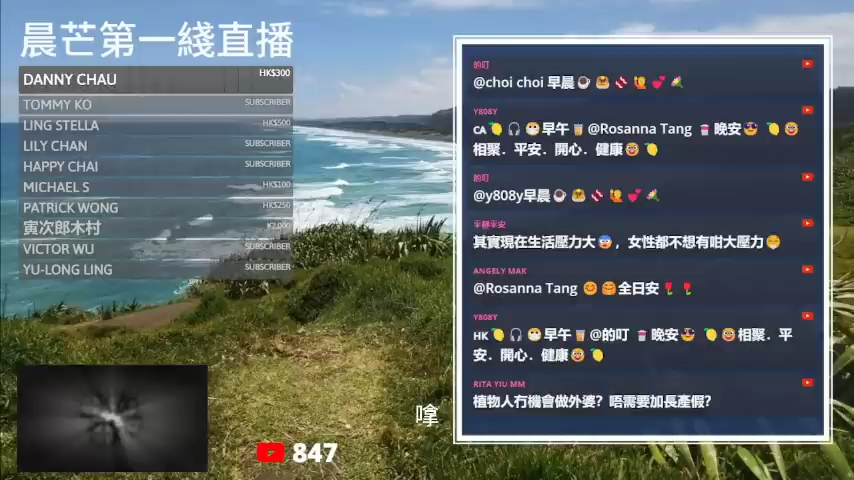 晨芒第一綫直播
DANNY CHAU HK$300
TOMMY KO SUBSCRIBER
LING STELLA HK$500
LILY CHAN SUBSCRIBER
HAPPY CHAI SUBSCRIBER
MICHAEL S HK$100
PATRICK WONG HK$250
寅次郎木村 ¥2,000
VICTOR WU SUBSCRIBER
YU-LONG LING SUBSCRIBER
的叮
@choi choi 早晨
Y808Y
CA🍋🎧😷早午🥤@Rosanna Tang 晚安
相聚．平安．開心．健康
的叮
@y808y早晨
平靜平安
其實現在生活壓力大😰，女性都不想有咁大壓力😁
ANGELY MAK
@Rosanna Tang 😊🤗全日安🌹🌹
Y808Y
HK🍋🎧😷早午🥤@的叮 晚安 相聚．平
安．開心．健康
RITA YIU MM
植物人冇機會做外婆？唔需要加長產假？
嗱
847